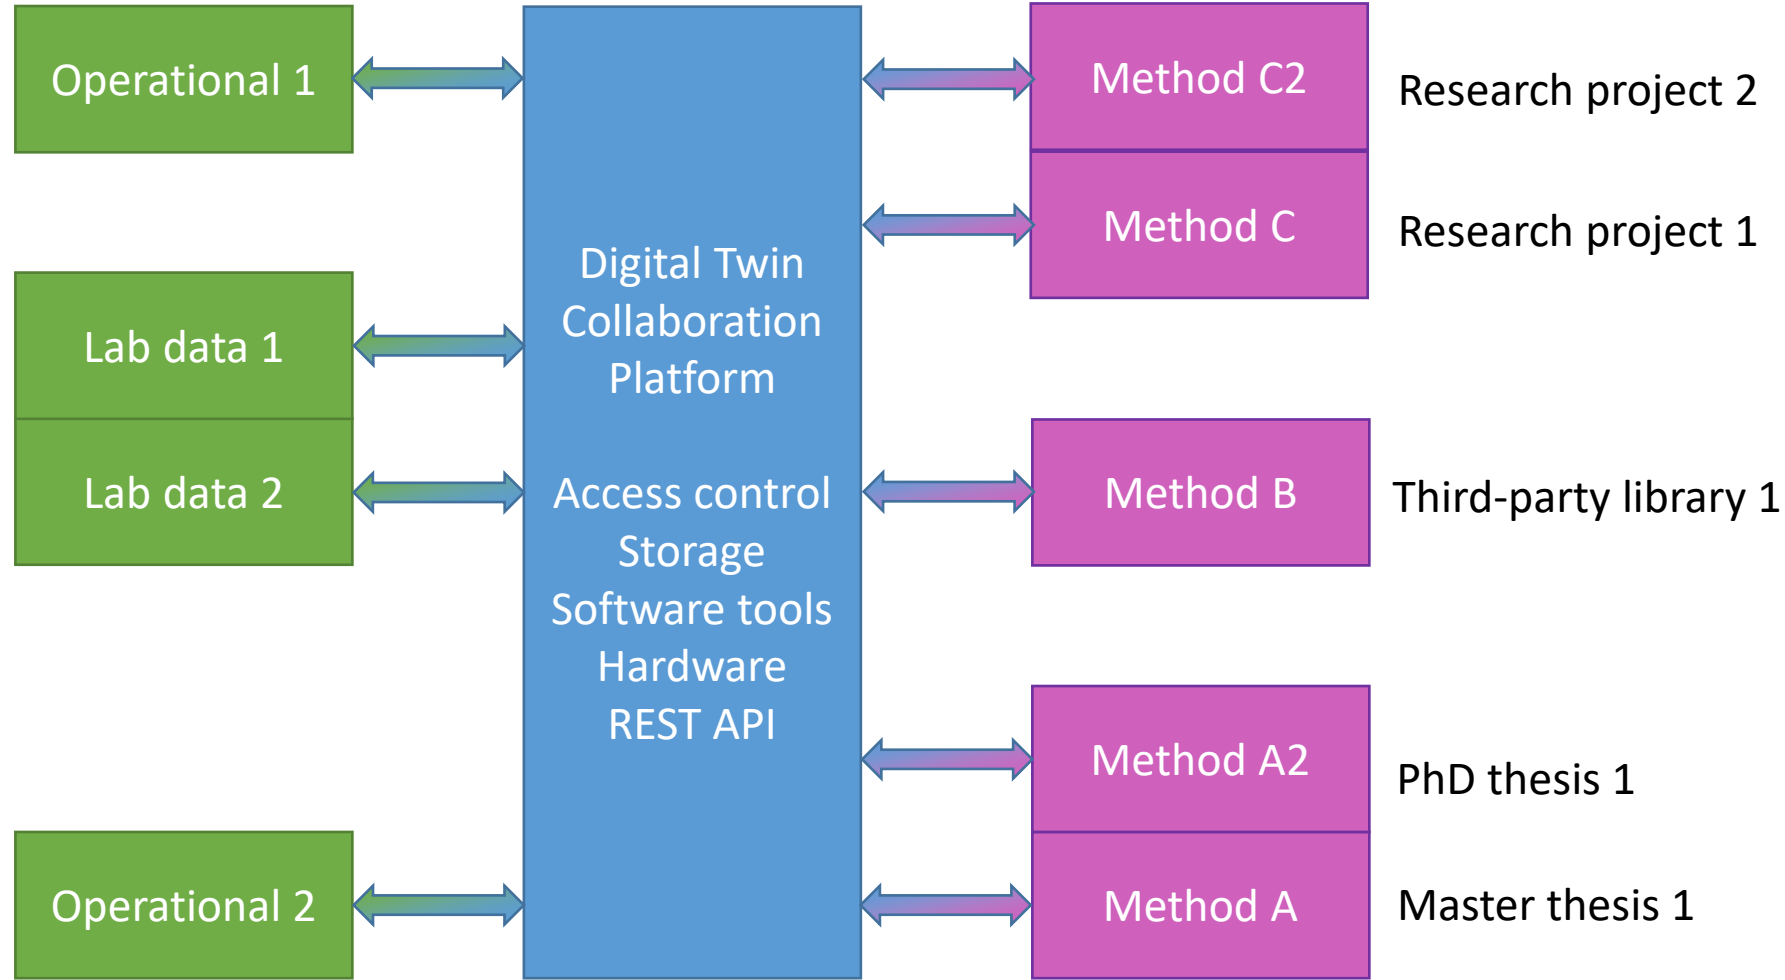 Operational 1
Lab data 1
Lab data 2
Operational 2
Digital Twin
Collaboration
Platform
Access control
Storage
Software tools
Hardware
REST API
Method C2
Research project 2
Method C
Research project 1
Method B
Third-party library 1
Method A2
PhD thesis 1
Method A
Master thesis 1